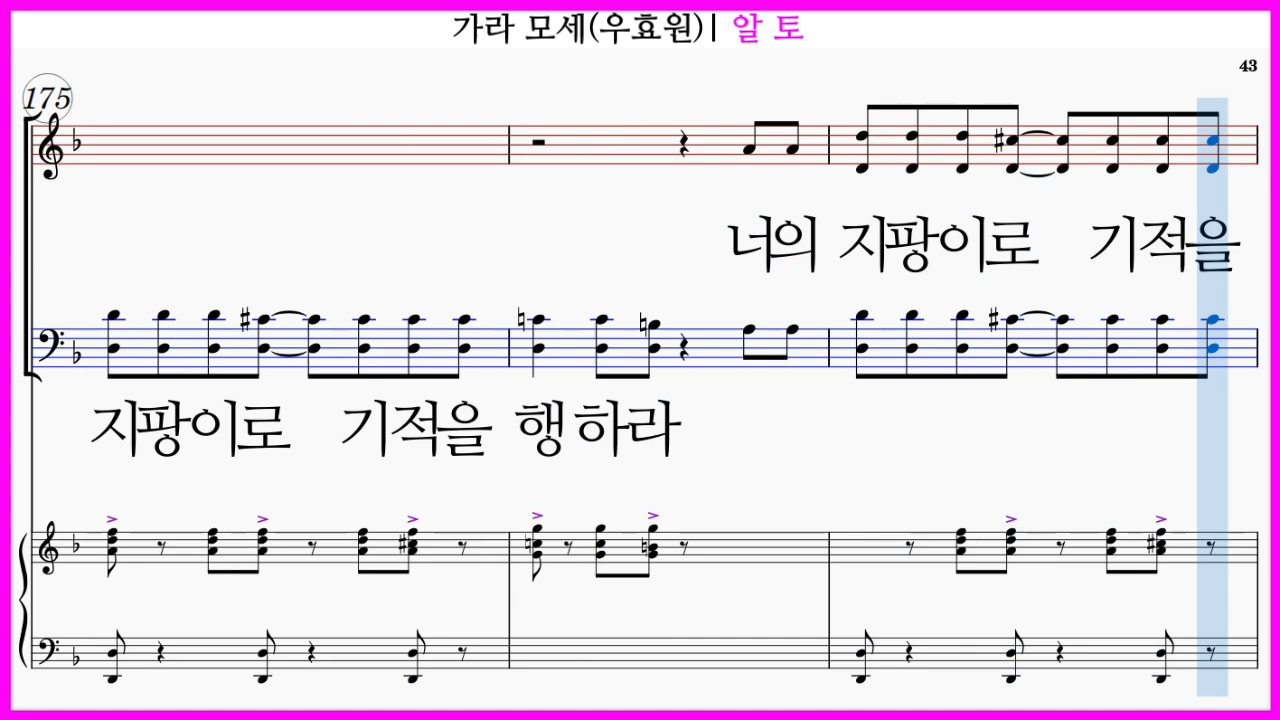 가라 모세(우효원)| 알 토
43
175
너의 지팡이로 기적을
지팡이로 기적을 행하라